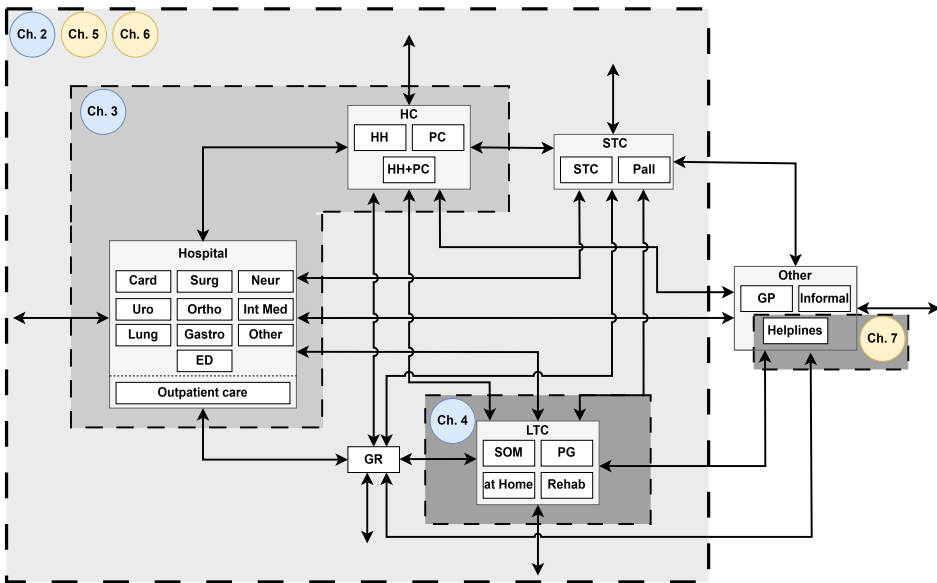 Ch. 2
Ch. 5
Ch. 6
Ch. 3
HC
HH
PC
HH+PC
STC
STC
Pall
Hospital
Card
Surg
Neur
Uro
Ortho
Int Med
Lung
Gastro
Other
ED
Outpatient care
Other
GP
Informal
Helplines
Ch. 7
Ch. 4
LTC
SOM
PG
at Home
Rehab
GR